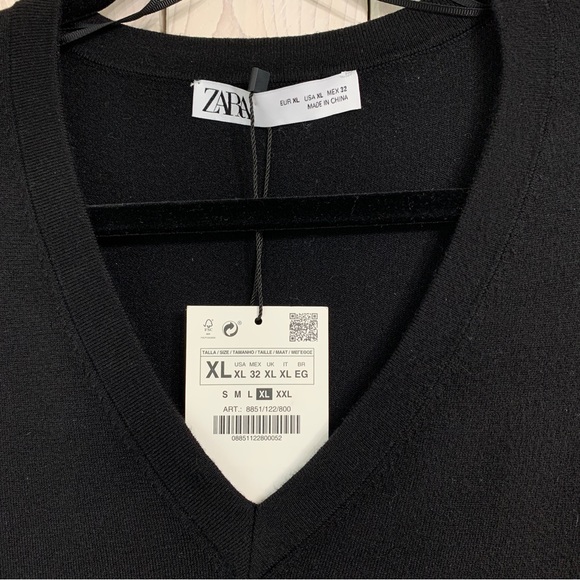 ZARA
EUR XL USA XL MEX 32
MADE IN CHINA
TALLA / SIZE / TAMANHO / TAILLE / MAAT / ΜΕΓΕΘΟΣ
USA MEX UK IT BR
XL XL 32 XL XL EG
S M L XL XXL
ART.: 8851/122/800
08851122800052